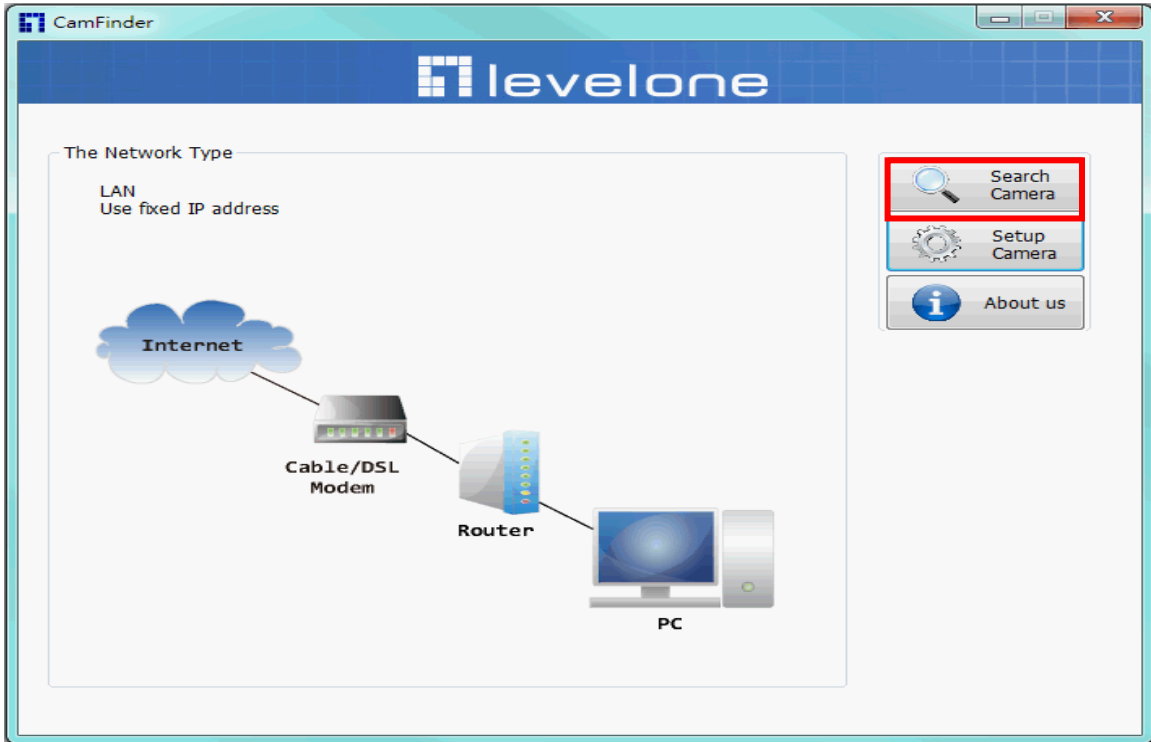 CamFinder
levelone
The Network Type
LAN
Use fixed IP address
Internet
Cable/DSL
Modem
Router
PC
Search
Camera
Setup
Camera
About us